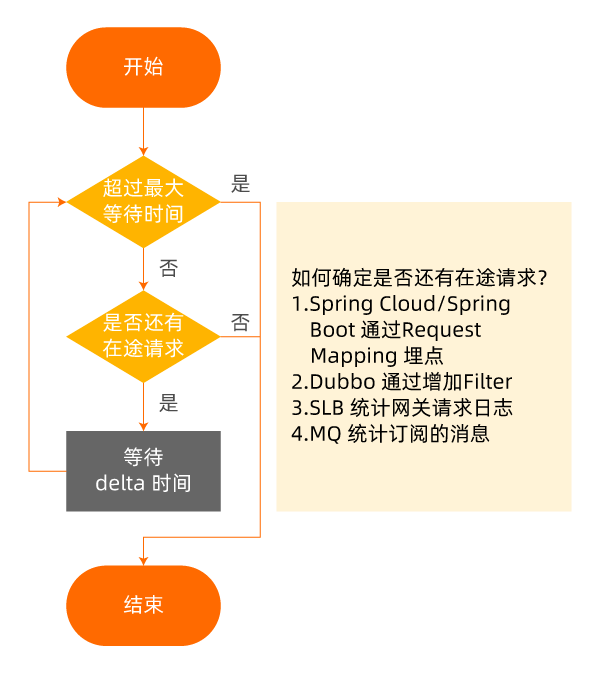 开始
超过最大
等待时间
是
否
是否还有
在途请求
否
是
等待
delta 时间
结束
如何确定是否还有在途请求?
1.Spring Cloud/Spring
Boot 通过Request
Mapping 埋点
2.Dubbo 通过增加Filter
3.SLB 统计网关请求日志
4.MQ 统计订阅的消息